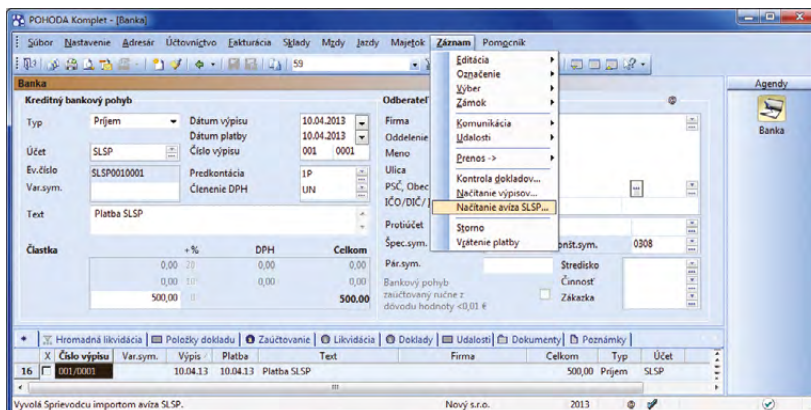 POHODA Komplet - [Banka]
Súbor Nastavenie Adresár Účtovníctvo Fakturácia Sklady Mzdy Jazdy Majetok Záznam Pomocník
59
Banka
Agendy
Banka
Kreditný bankový pohyb
Typ Príjem
Dátum výpisu 10.04.2013
Dátum platby 10.04.2013
Účet SLSP
Číslo výpisu 001 0001
Ev.číslo SLSP0010001
Predkontácia 1P
Var.sym.
Členenie DPH UN
Text Platba SLSP
Čiastka +% DPH Celkom
0,00 20 0,00 0,00
0,00 10 0,00 0,00
500,00 0 500.00
Odberateľ
Firma
Oddelenie
Meno
Ulica
PSČ, Obec
IČO/DIČ/
Protiúčet
Špec.sym. onšt.sym. 0308
Pár.sym. Stredisko
Činnosť
Zákazka
Bankový pohyb
zaúčtovaný ručne z
dôvodu hodnoty <0,01 €
Editácia
Označenie
Výber
Zámok
Komunikácia
Udalosti
Prenos ->
Kontrola dokladov...
Načítanie výpisov...
Načítanie avíza SLSP...
Storno
Vrátenie platby
Hromadná likvidácia Položky dokladu Zaúčtovanie Likvidácia Doklady Udalosti Dokumenty Poznámky
X Číslo výpisu Var.sym. Výpis Platba Text Firma Celkom Typ Účet
16 001/0001 10.04.13 10.04.13 Platba SLSP 500,00 Príjem SLSP
Vyvolá Sprievodcu importom avíza SLSP. Nový s.r.o. 2013 @